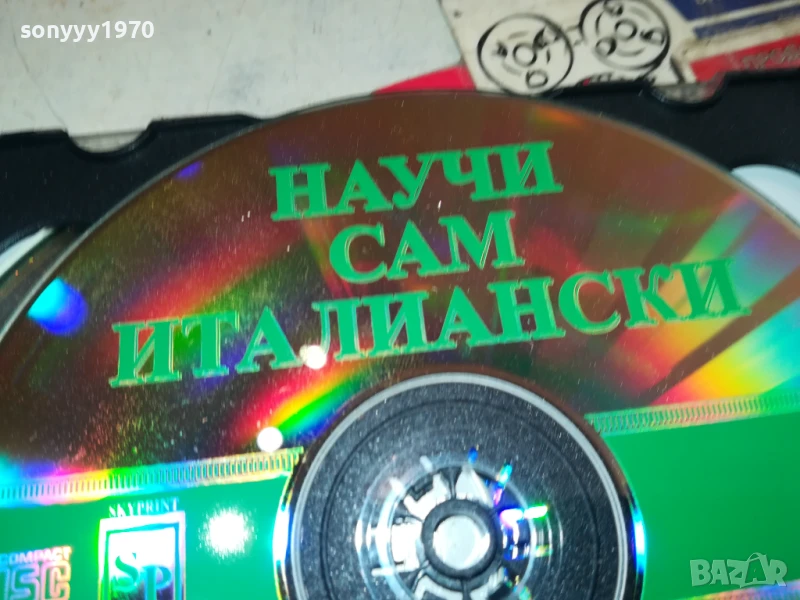 sonyyy1970
НАУЧИ
САМ
ИТАЛИАНСКИ
SKYPRINT
SP
COMPACT
BAZAR